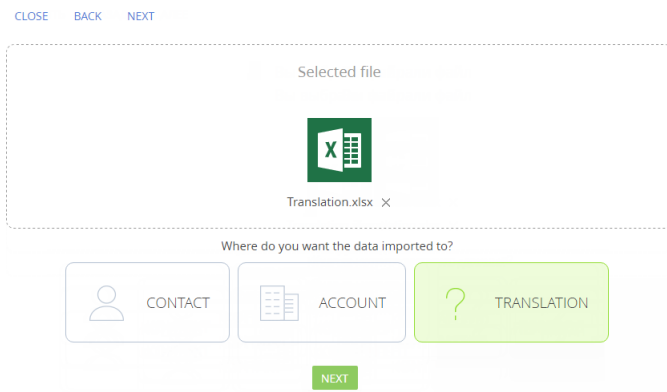 CLOSE BACK NEXT
Selected file
X
Translation.xlsx ×
Where do you want the data imported to?
CONTACT ACCOUNT ? TRANSLATION
NEXT